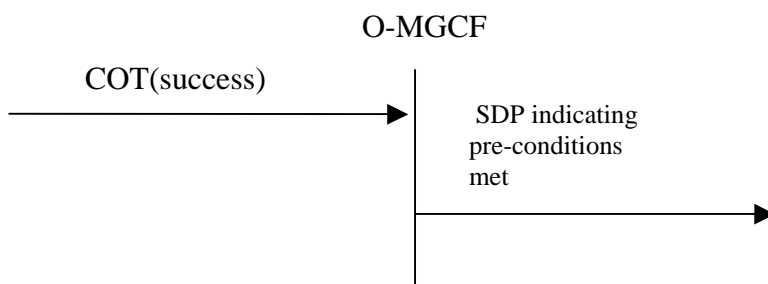 O-MGCF
COT(success)
SDP indicating
pre-conditions
met